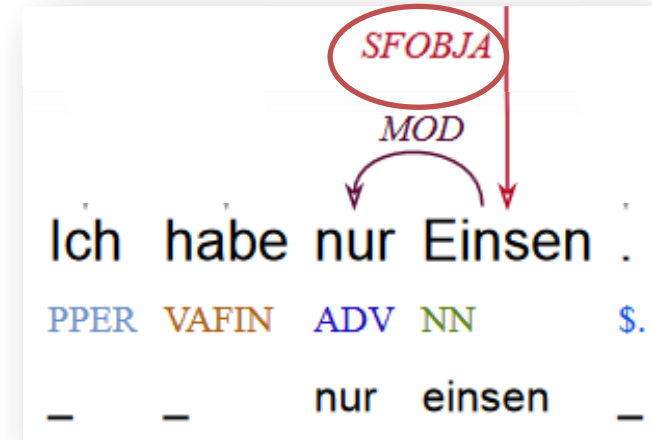 SFOBJA
MOD
Ich habe nur Einsen .
PPER VAFIN ADV NN $.
_ _ nur einsen _